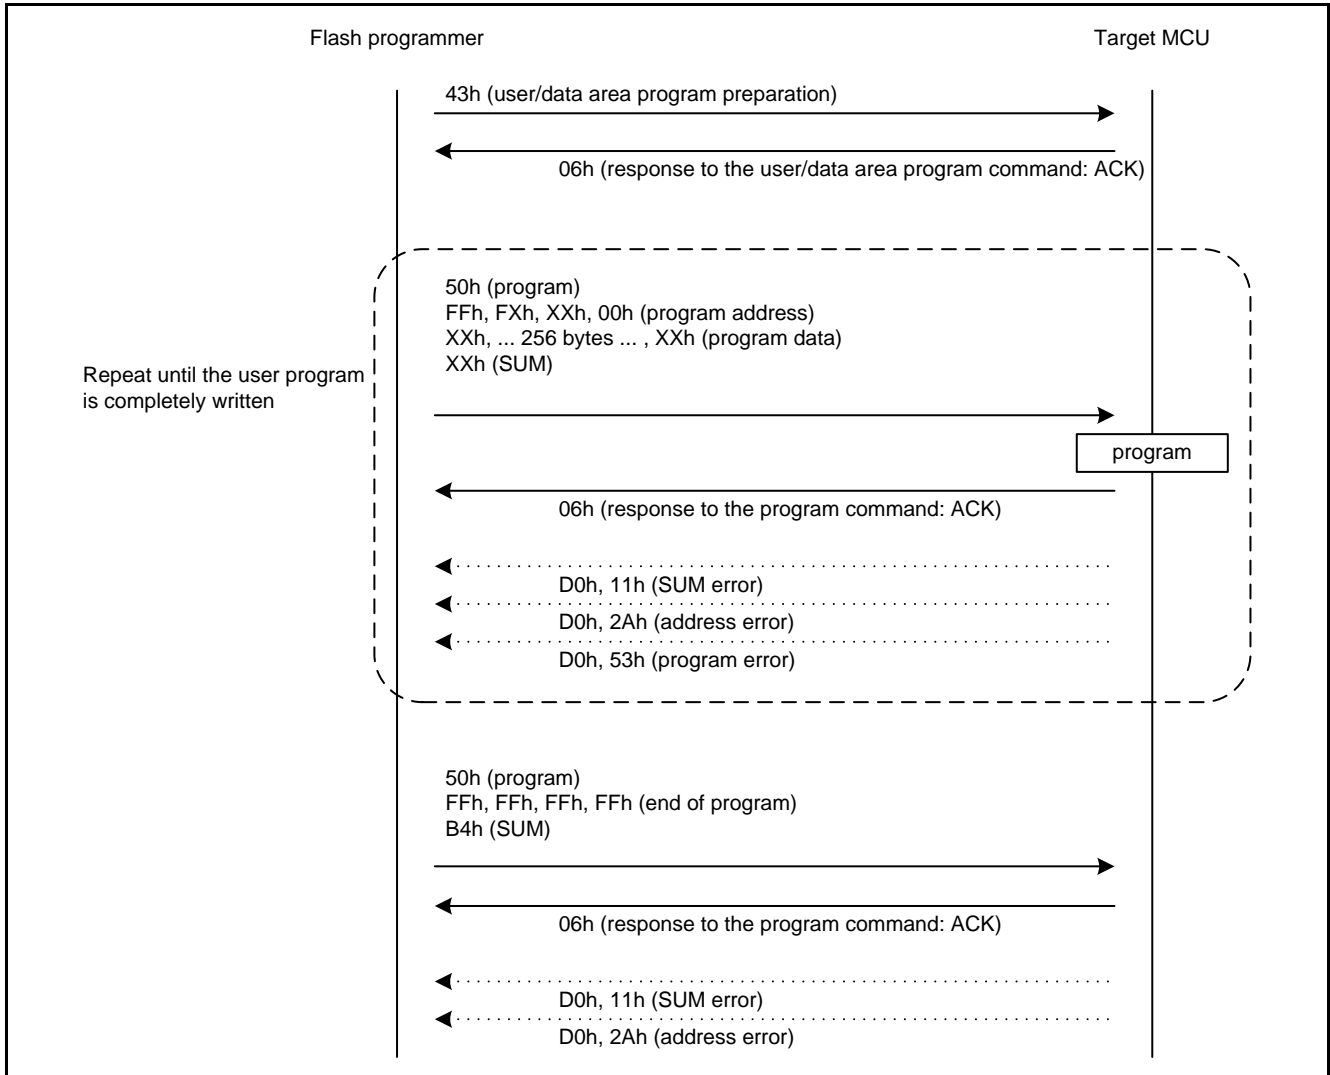 Flash programmer
Target MCU
43h (user/data area program preparation)
06h (response to the user/data area program command: ACK)
50h (program)
FFh, FXh, XXh, 00h (program address)
XXh, ... 256 bytes ... , XXh (program data)
XXh (SUM)
Repeat until the user program
is completely written
program
06h (response to the program command: ACK)
D0h, 11h (SUM error)
D0h, 2Ah (address error)
D0h, 53h (program error)
50h (program)
FFh, FFh, FFh, FFh (end of program)
B4h (SUM)
06h (response to the program command: ACK)
D0h, 11h (SUM error)
D0h, 2Ah (address error)